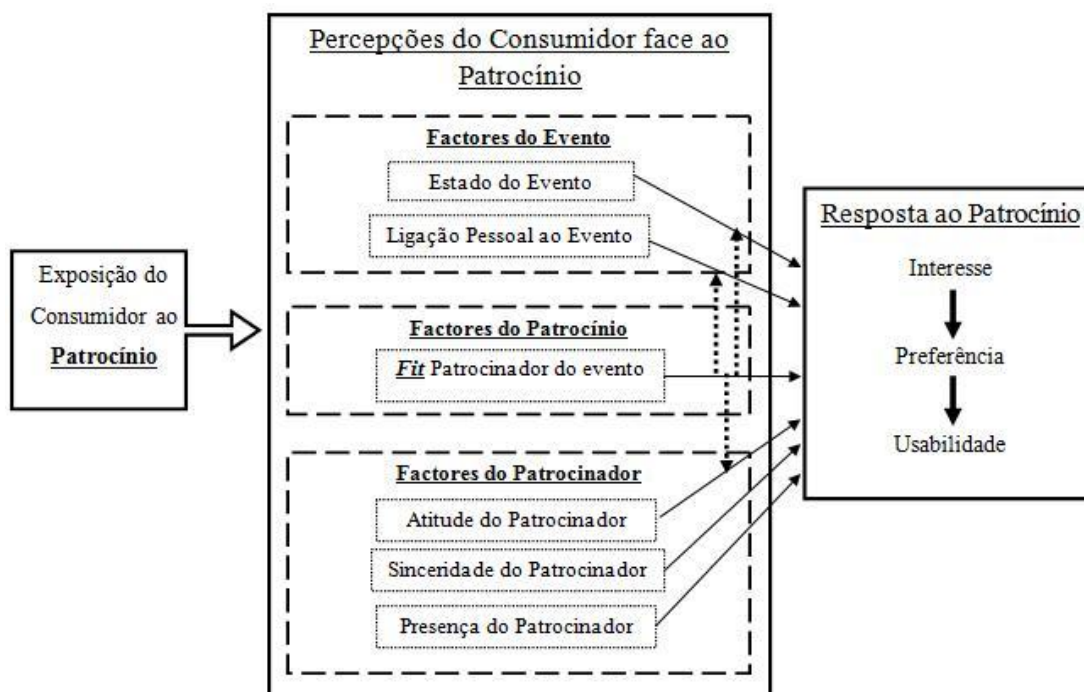 Exposição do
Consumidor ao
Patrocínio
Percepções do Consumidor face ao
Patrocínio
Factores do Evento
Estado do Evento
Ligação Pessoal ao Evento
Factores do Patrocínio
Fit Patrocinador do evento
Factores do Patrocinador
Atitude do Patrocinador
Sinceridade do Patrocinador
Presença do Patrocinador
Resposta ao Patrocínio
Interesse
Preferência
Usabilidade